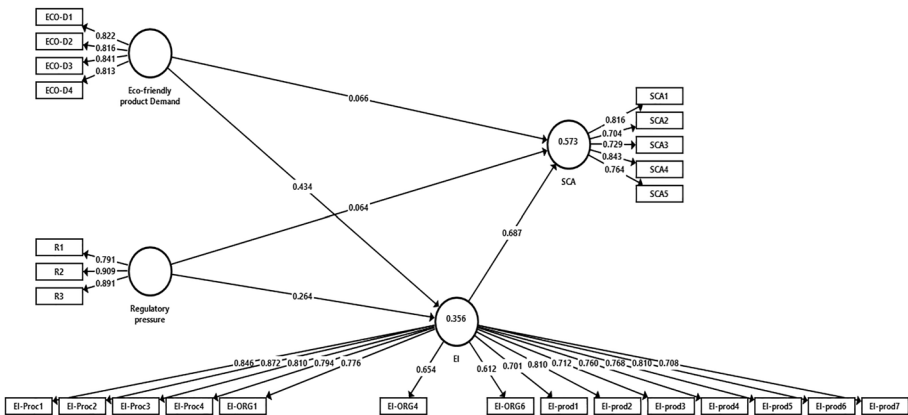 ECO-D1
ECO-D2
ECO-D3
ECO-D4
0.822
0.816
0.841
0.813
Eco-friendly
product Demand
0.066
0.434
SCA1
SCA2
SCA3
SCA4
SCA5
0.816
0.704
0.729
0.843
0.764
0.573
SCA
0.064
0.687
R1
R2
R3
0.791
0.909
0.891
Regulatory
pressure
0.264
0.356
EI
0.846 0.872 0.810 0.794 0.776
0.654
0.612
0.701 0.810 0.712 0.760 0.768 0.810 0.708
EI-Proc1 EI-Proc2 EI-Proc3 EI-Proc4 EI-ORG1 EI-ORG4 EI-ORG6 EI-prod1 EI-prod2 EI-prod3 EI-prod4 EI-prod5 EI-prod6 EI-prod7